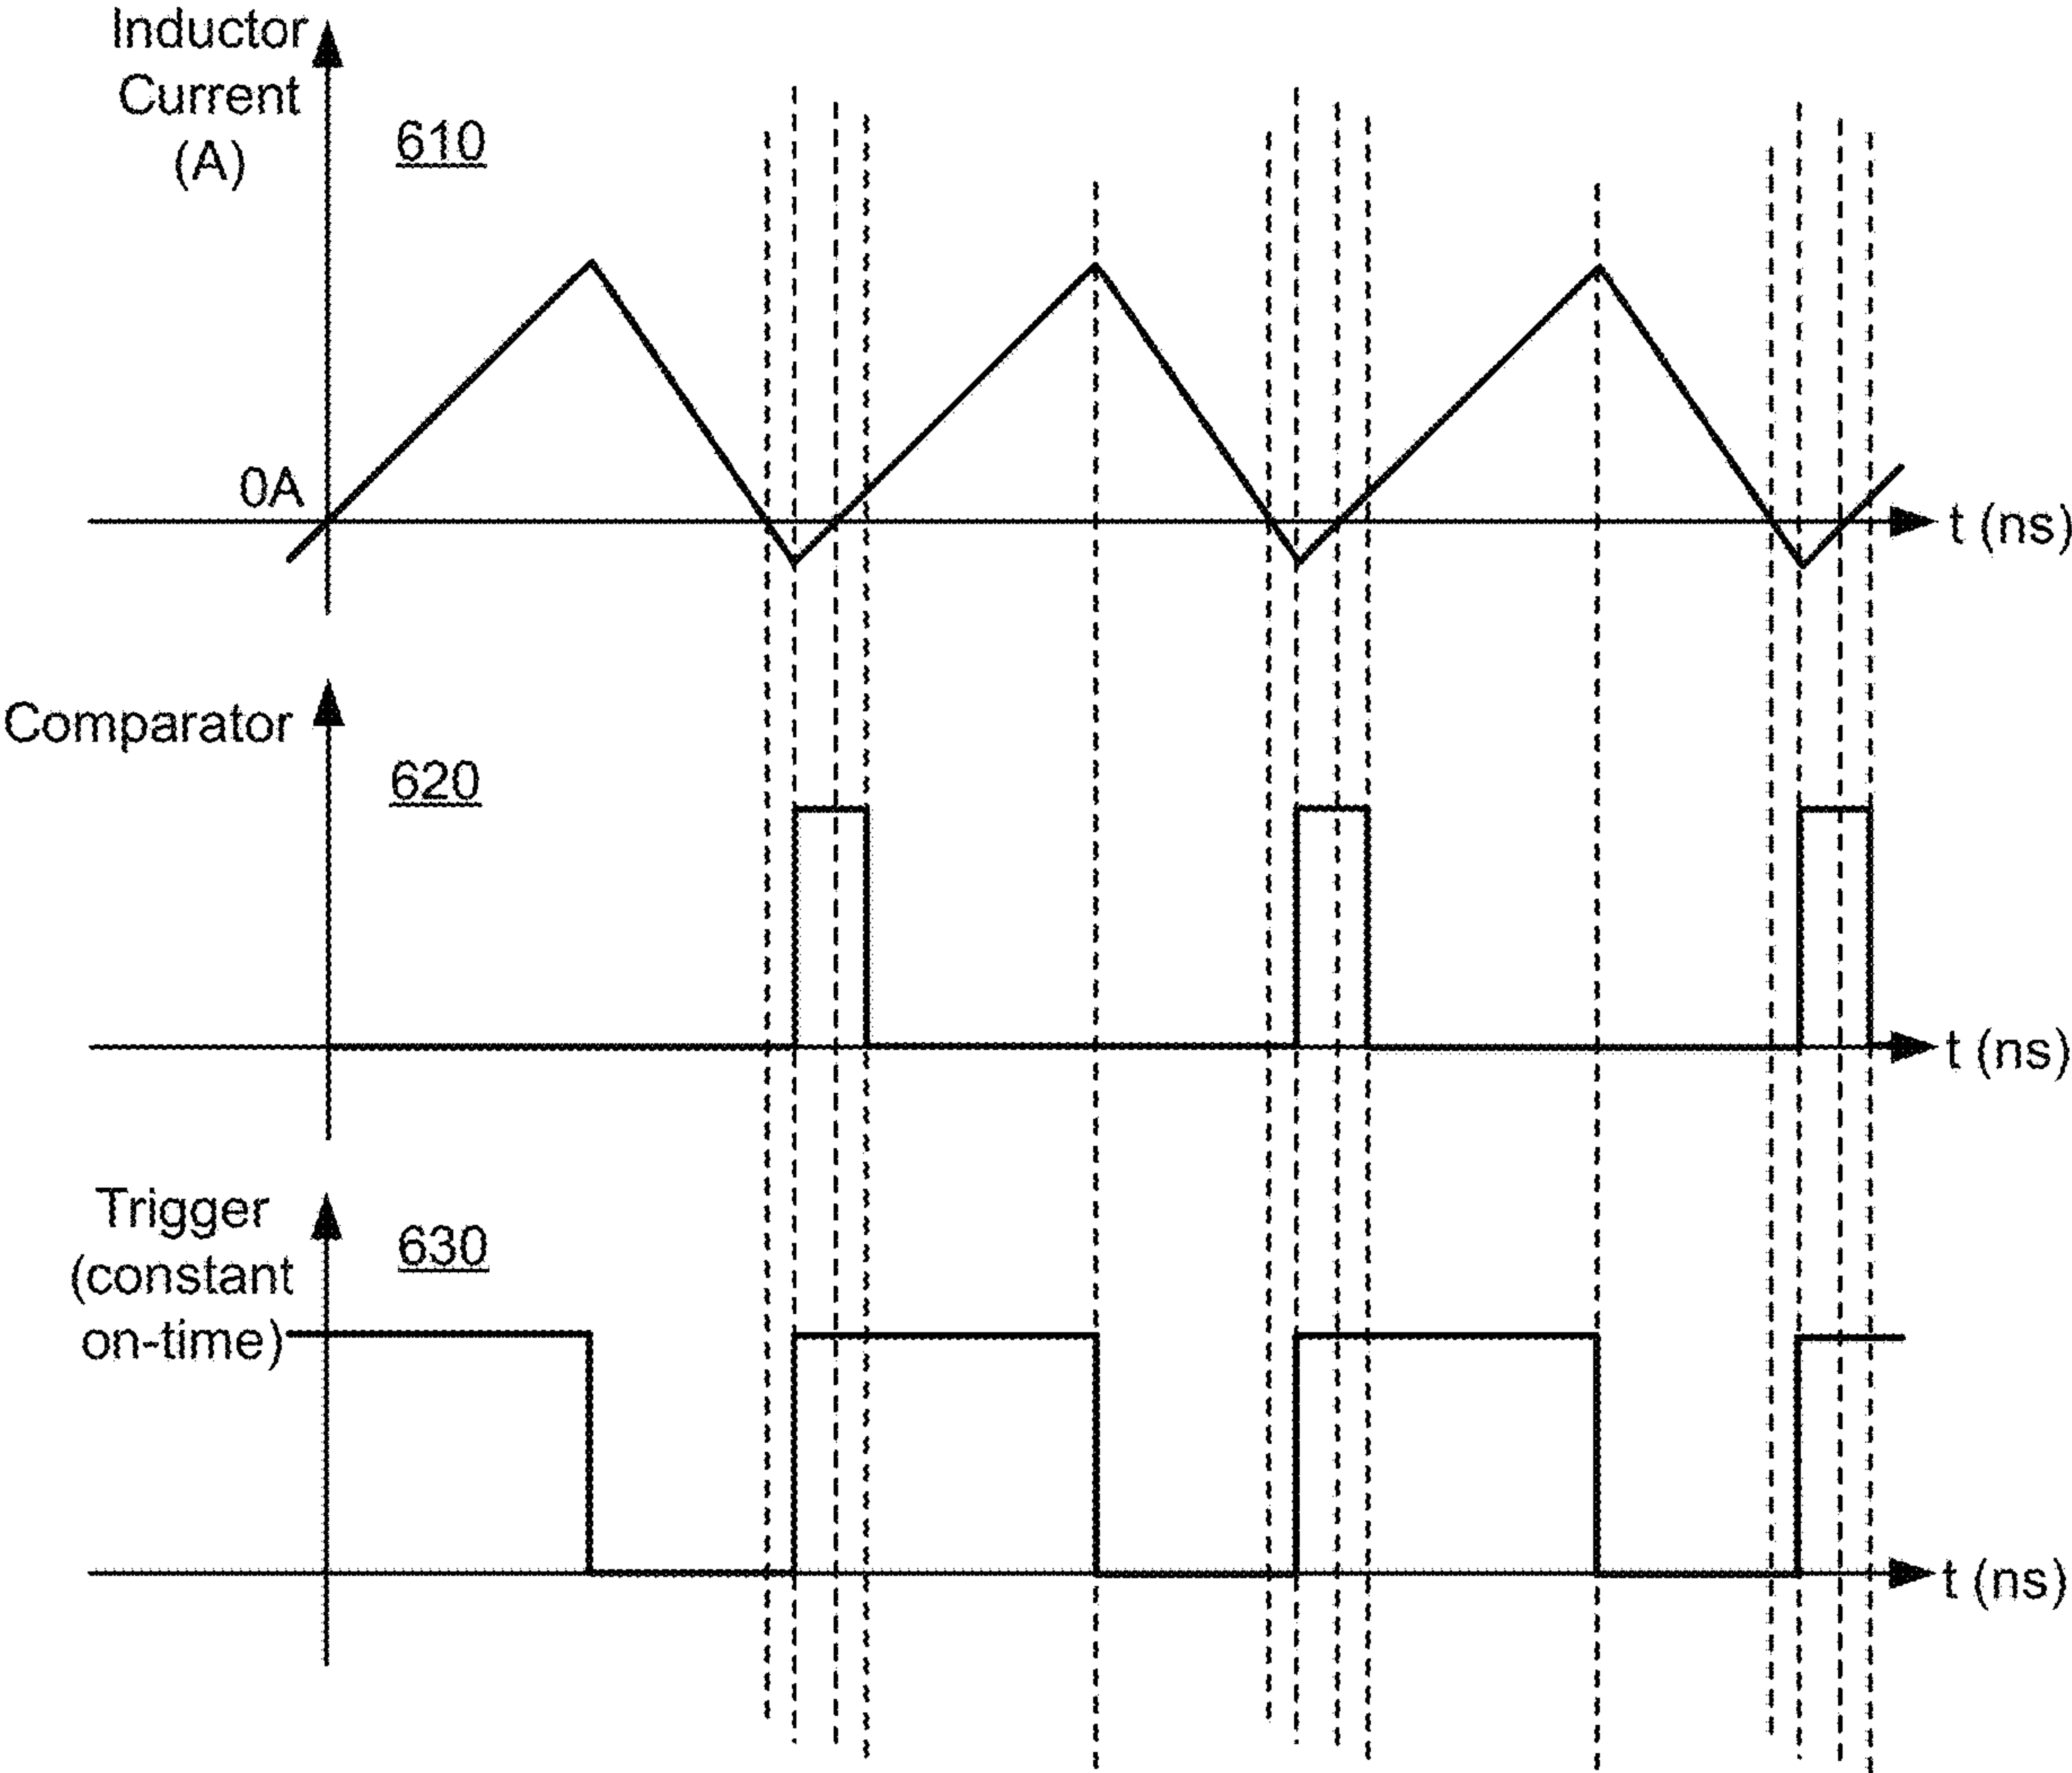 Inductor
Current
(A)
610
0A
t (ns)
Comparator
620
t (ns)
Trigger
(constant
on-time)
630
t (ns)